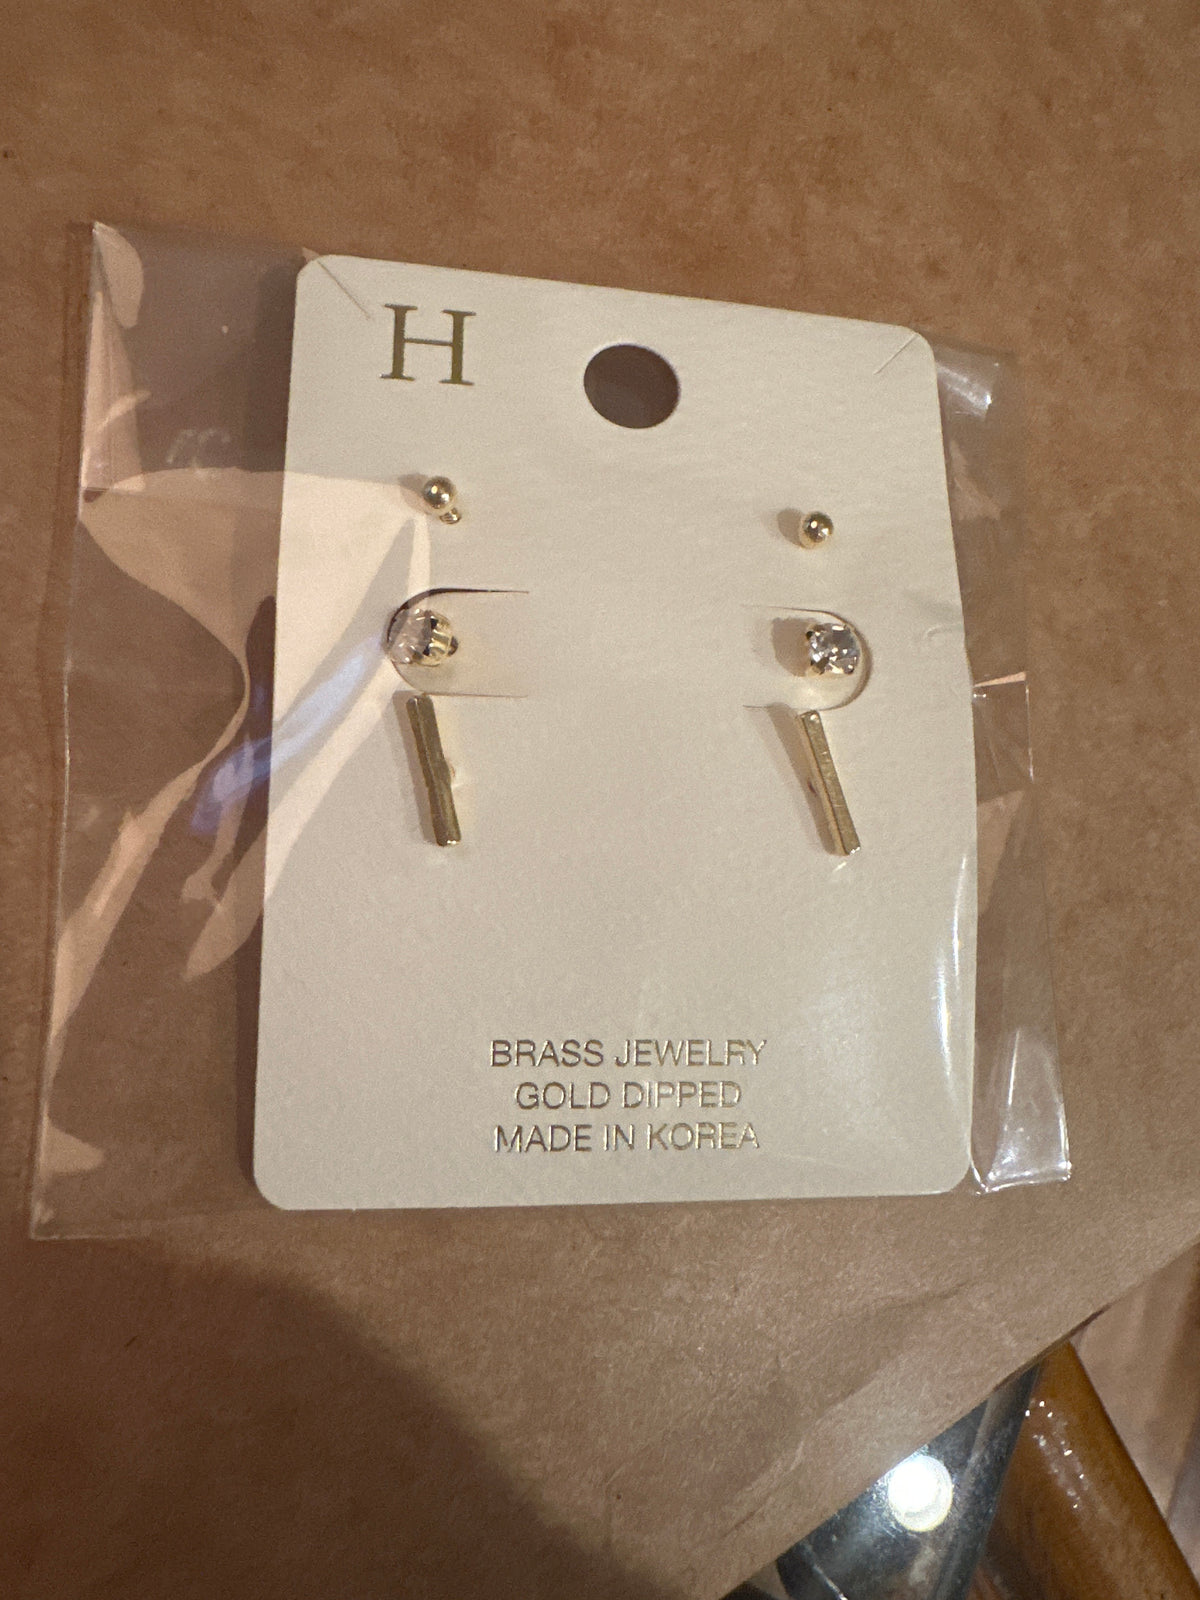 H
BRASS JEWELRY
GOLD DIPPED
MADE IN KOREA